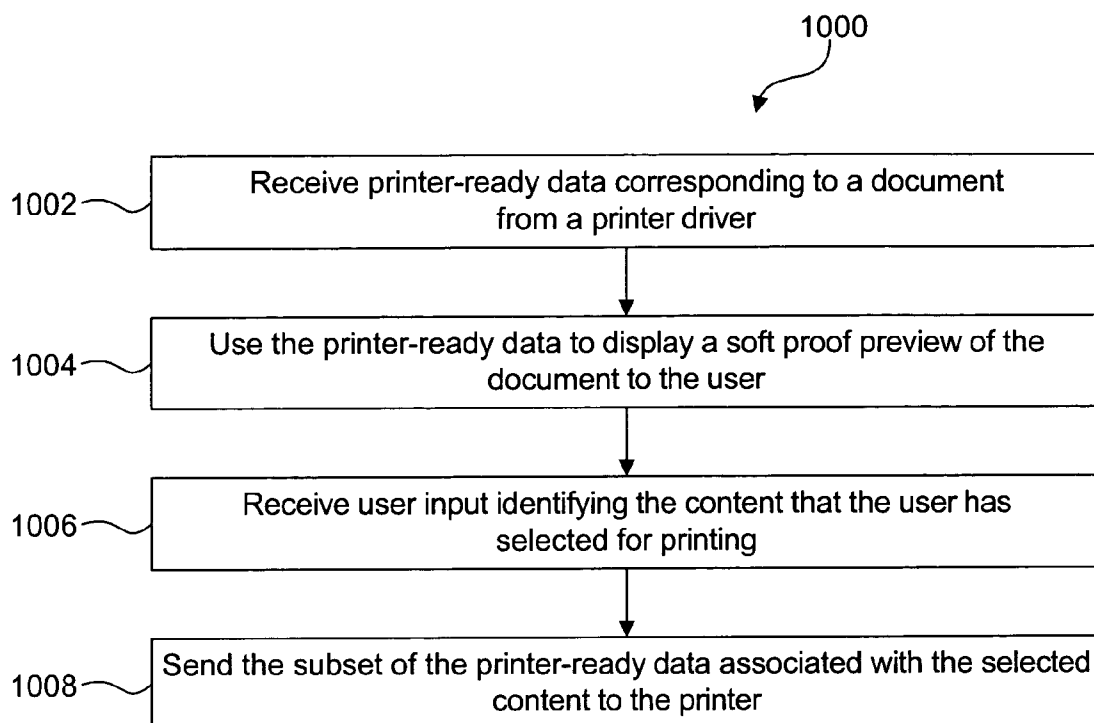 1000
1002
Receive printer-ready data corresponding to a document
from a printer driver
1004
Use the printer-ready data to display a soft proof preview of the
document to the user
1006
Receive user input identifying the content that the user has
selected for printing
1008
Send the subset of the printer-ready data associated with the selected
content to the printer